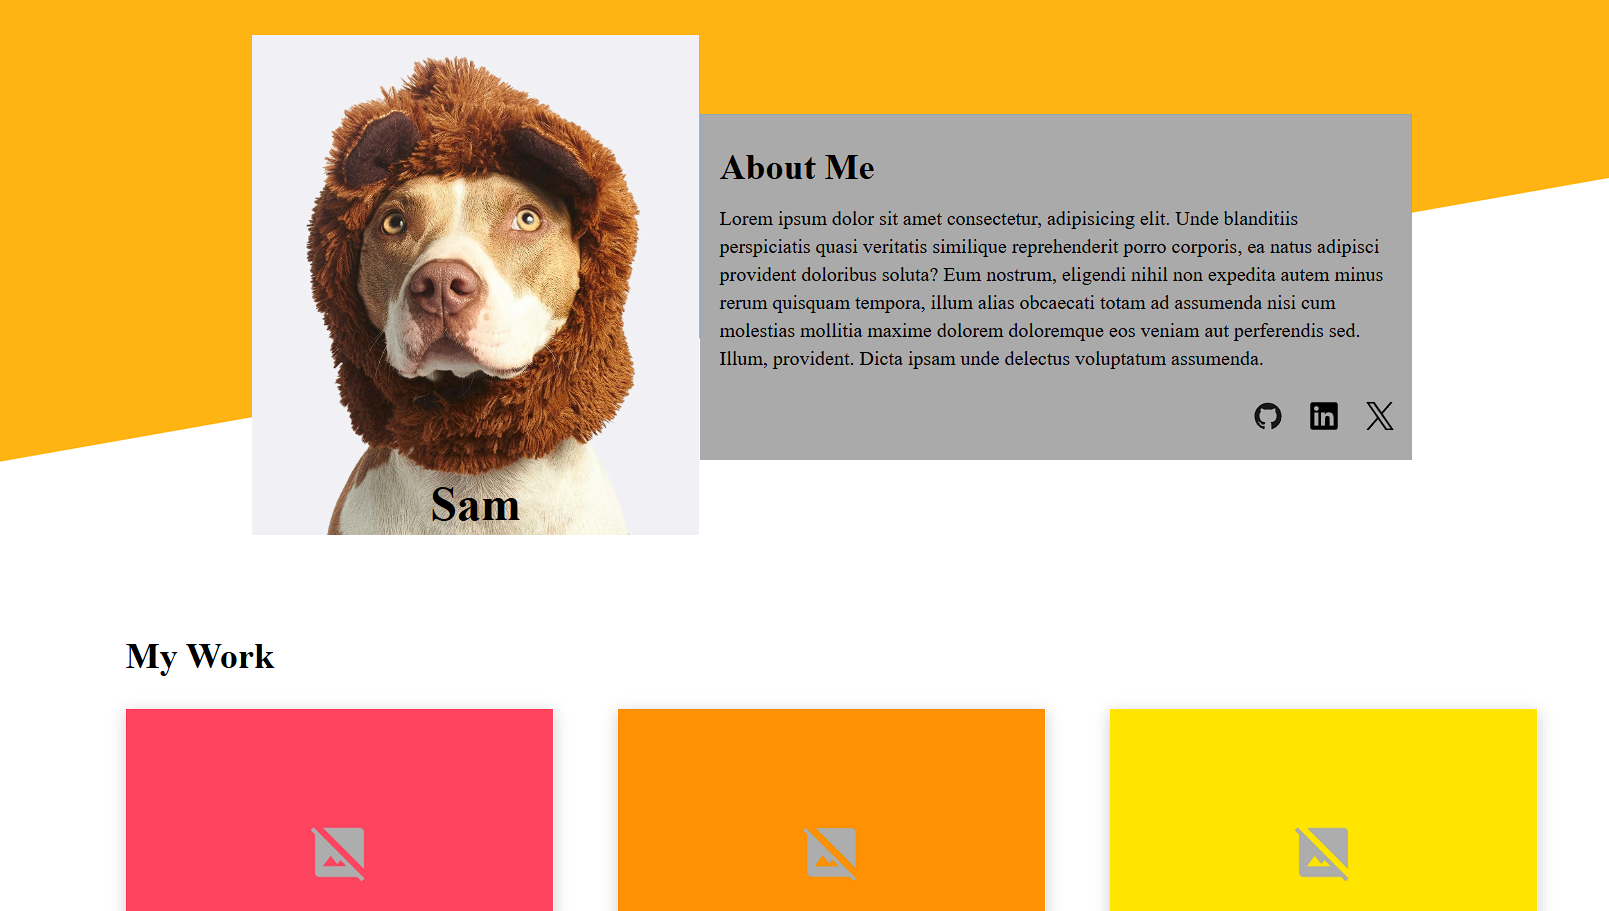 About Me
Lorem ipsum dolor sit amet consectetur, adipisicing elit. Unde blanditiis
perspiciatis quasi veritatis similique reprehenderit porro corporis, ea natus adipisci
provident doloribus soluta? Eum nostrum, eligendi nihil non expedita autem minus
rerum quisquam tempora, illum alias obcaecati totam ad assumenda nisi cum
molestias mollitia maxime dolorem doloremque eos veniam aut perferendis sed.
Illum, provident. Dicta ipsam unde delectus voluptatum assumenda.
in
Sam
My Work